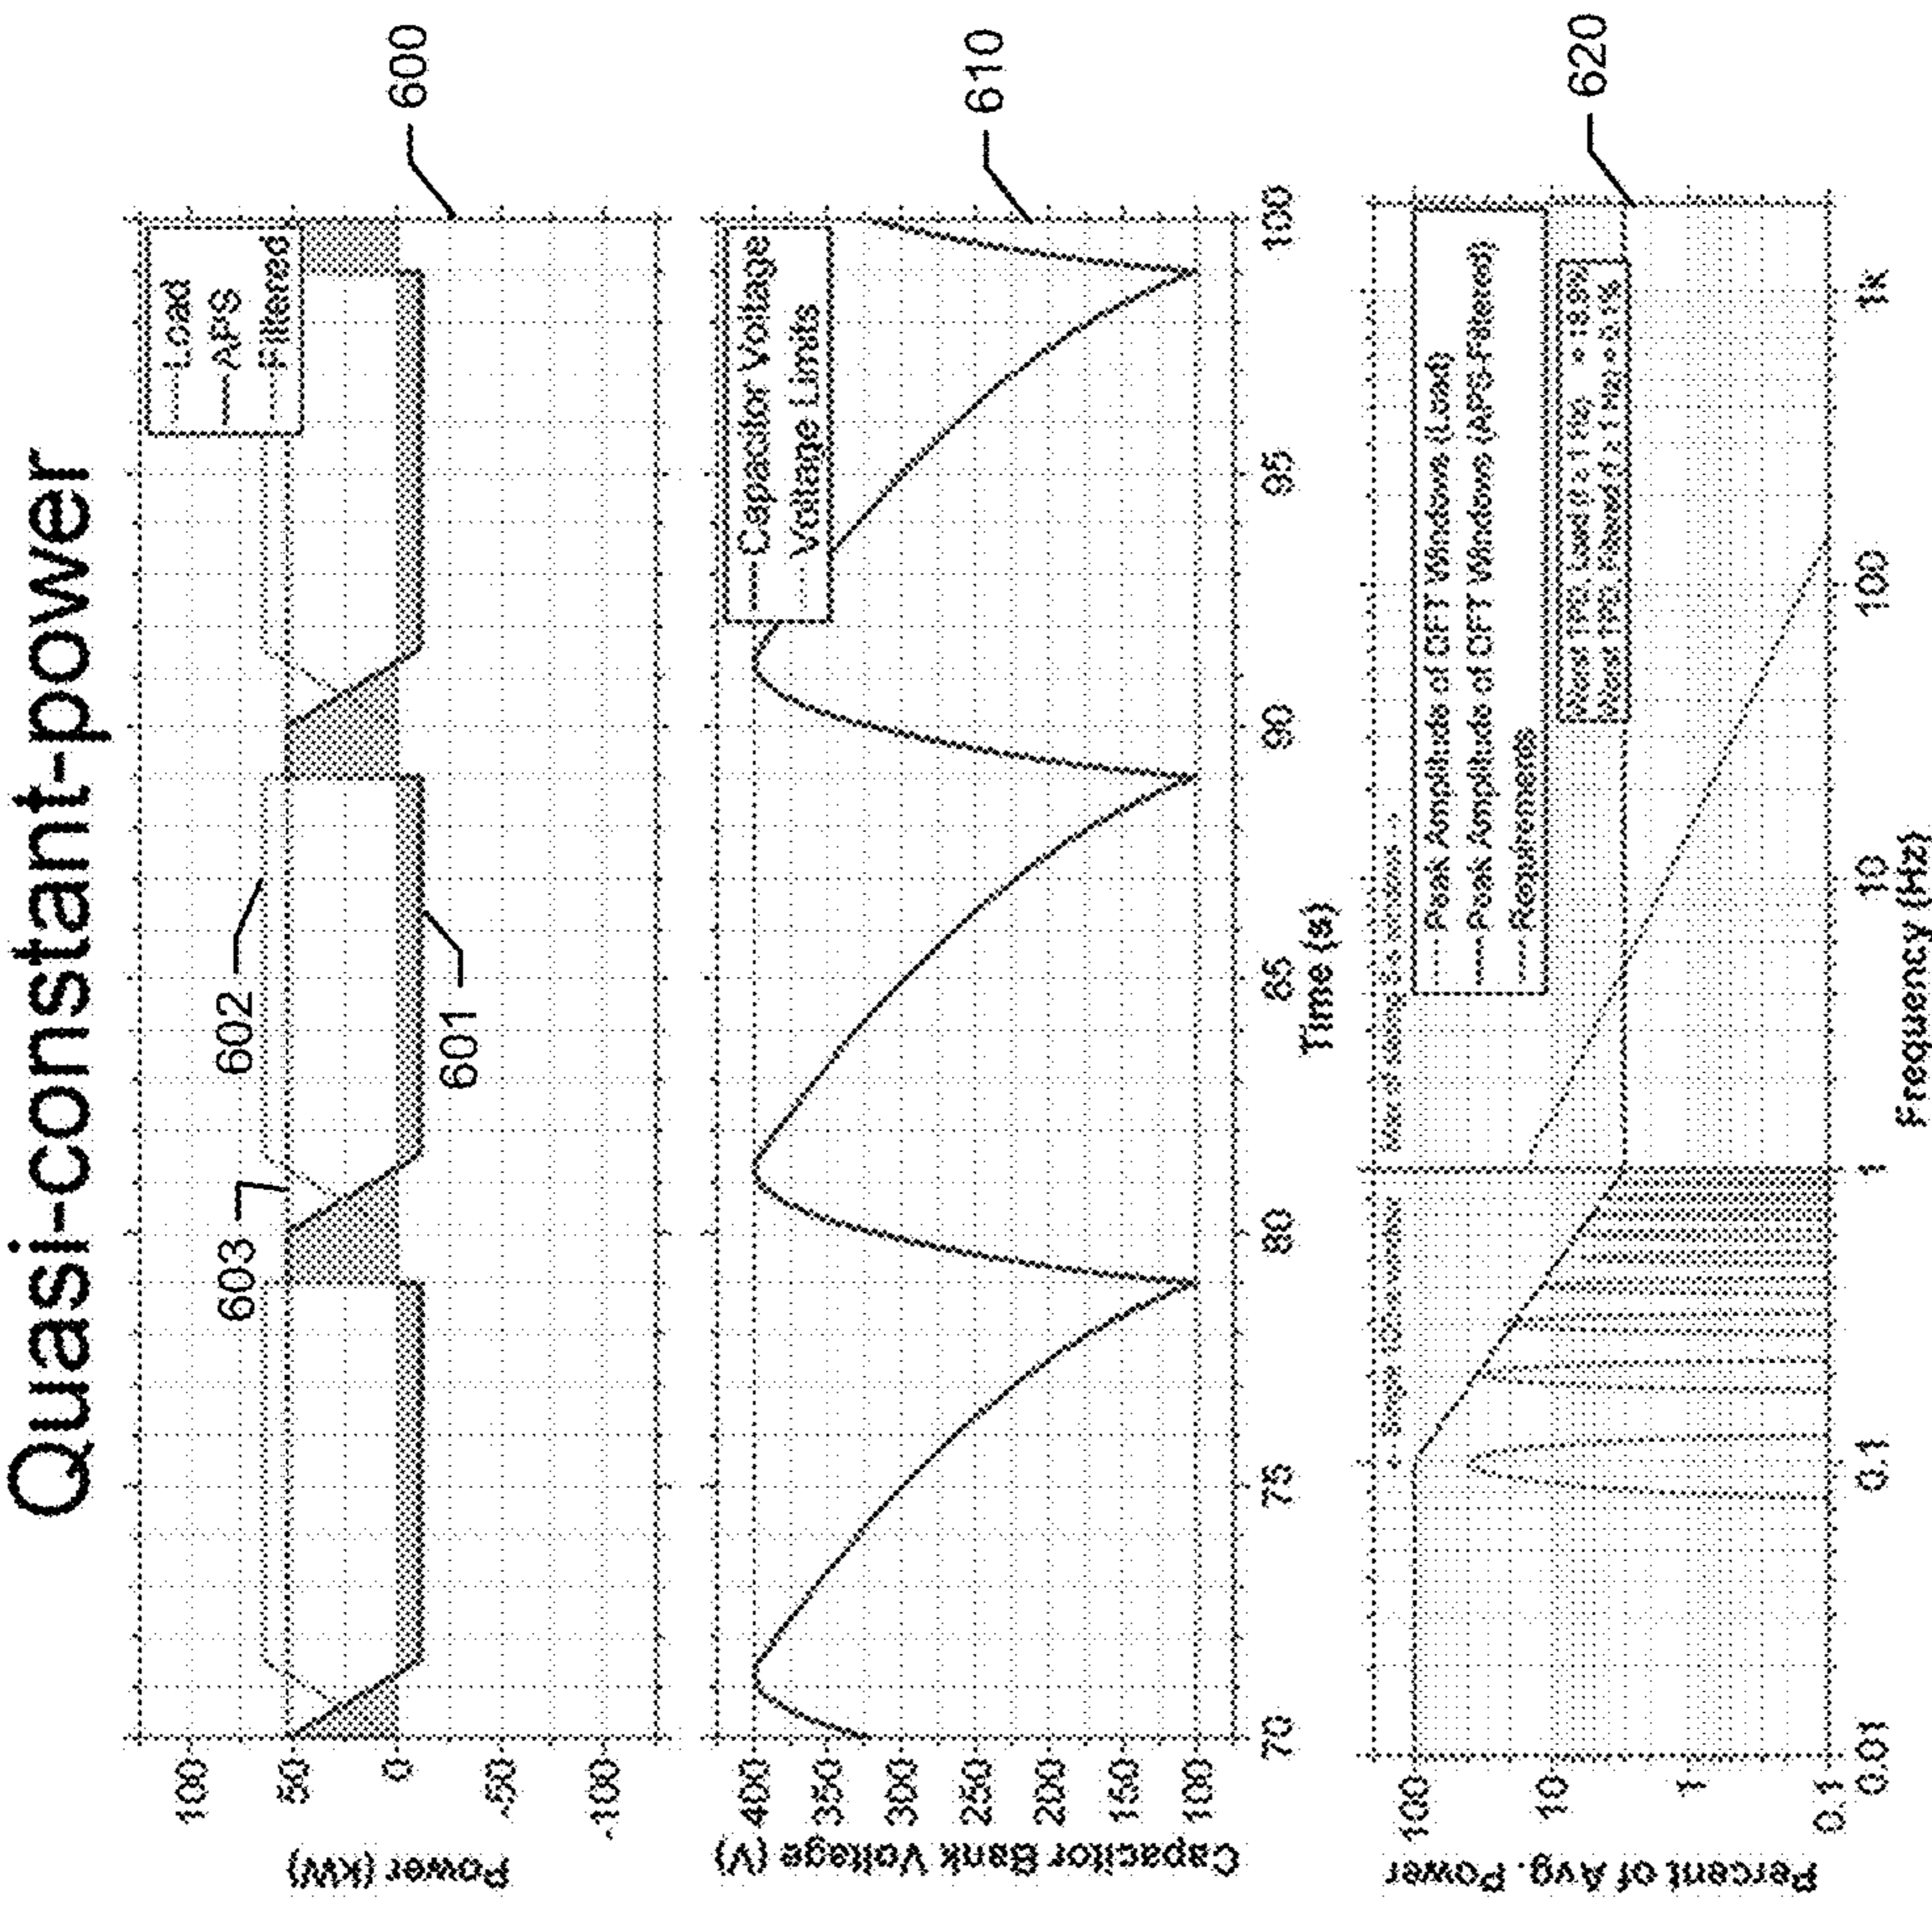 Quasi-constant-power
Power (kW)
100
50
0
-50
-100
Load
APS
Filtered
600
601
602
603
Capacitor Bank Voltage (V)
400
350
300
250
200
150
100
Capacitor Voltage
Voltage Limits
610
70
75
80
85
90
95
100
Time (s)
Percent of Avg. Power
100
10
1
0.1
Peak Amplitude of DFT Windows (Load)
Peak Amplitude of DFT Windows (APS-Filtered)
Requirements
620
0.01
0.1
1
10
100
1k
Frequency (Hz)